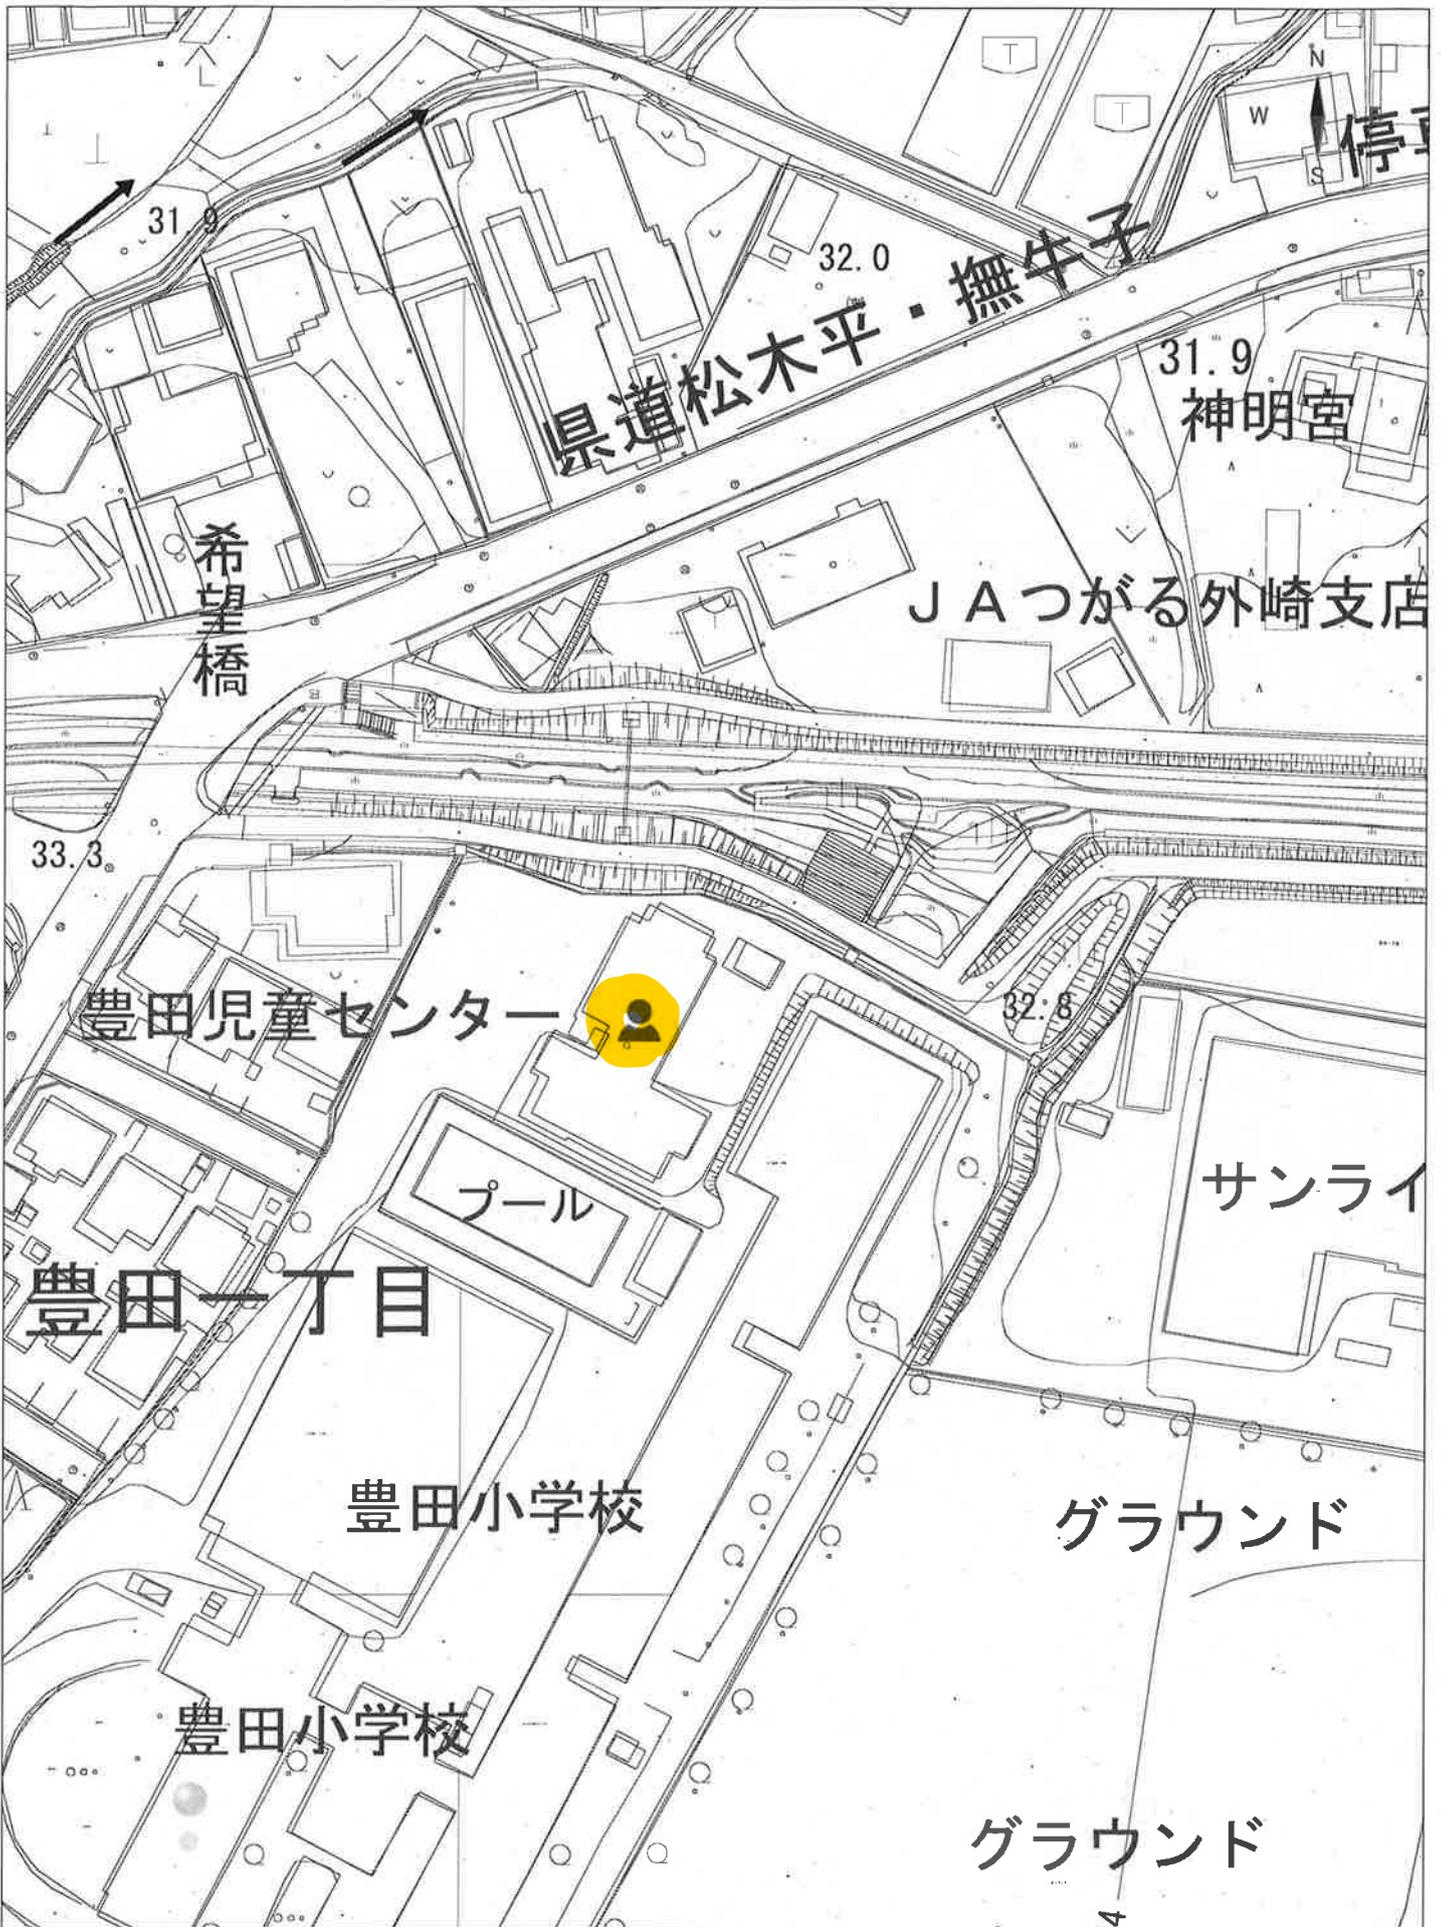 N
W
S
停車
31.9
32.0
県道松木平・撫牛子
31.9
神明宮
希望橋
JAつがる外崎支店
33.3
32.8
豊田児童センター
プール
サンライ
豊田一丁目
豊田小学校
グラウンド
豊田小学校
グラウンド
4